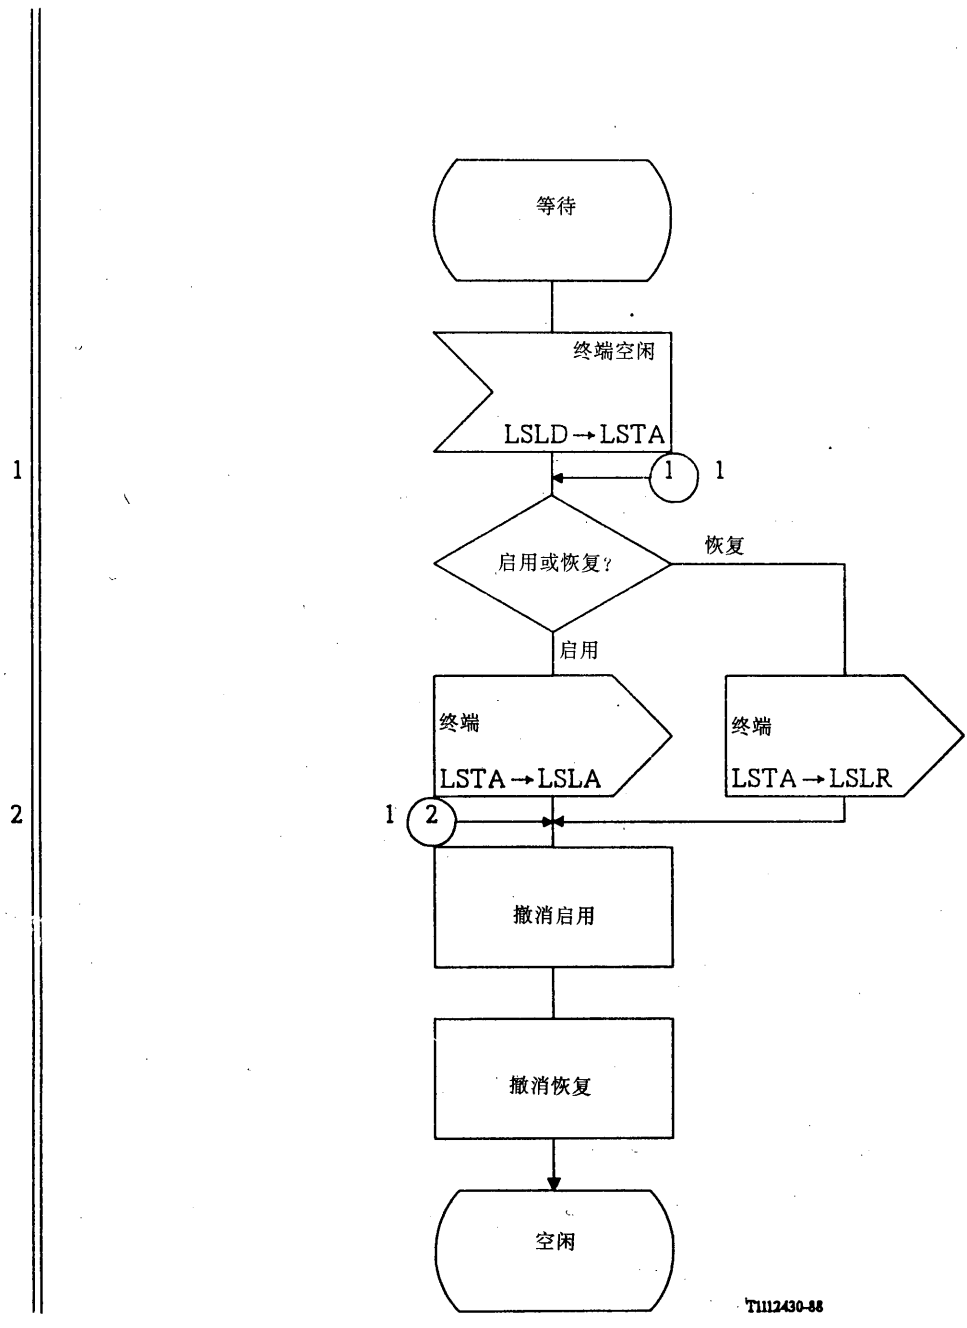 等待
终端空闲
LSLD→LSTA
1
1
1
启用或恢复?
恢复
启用
终端
LSTA→LSLA
终端
LSTA→LSLR
2
1
2
撤消启用
撤消恢复
空闲
T1112430-88